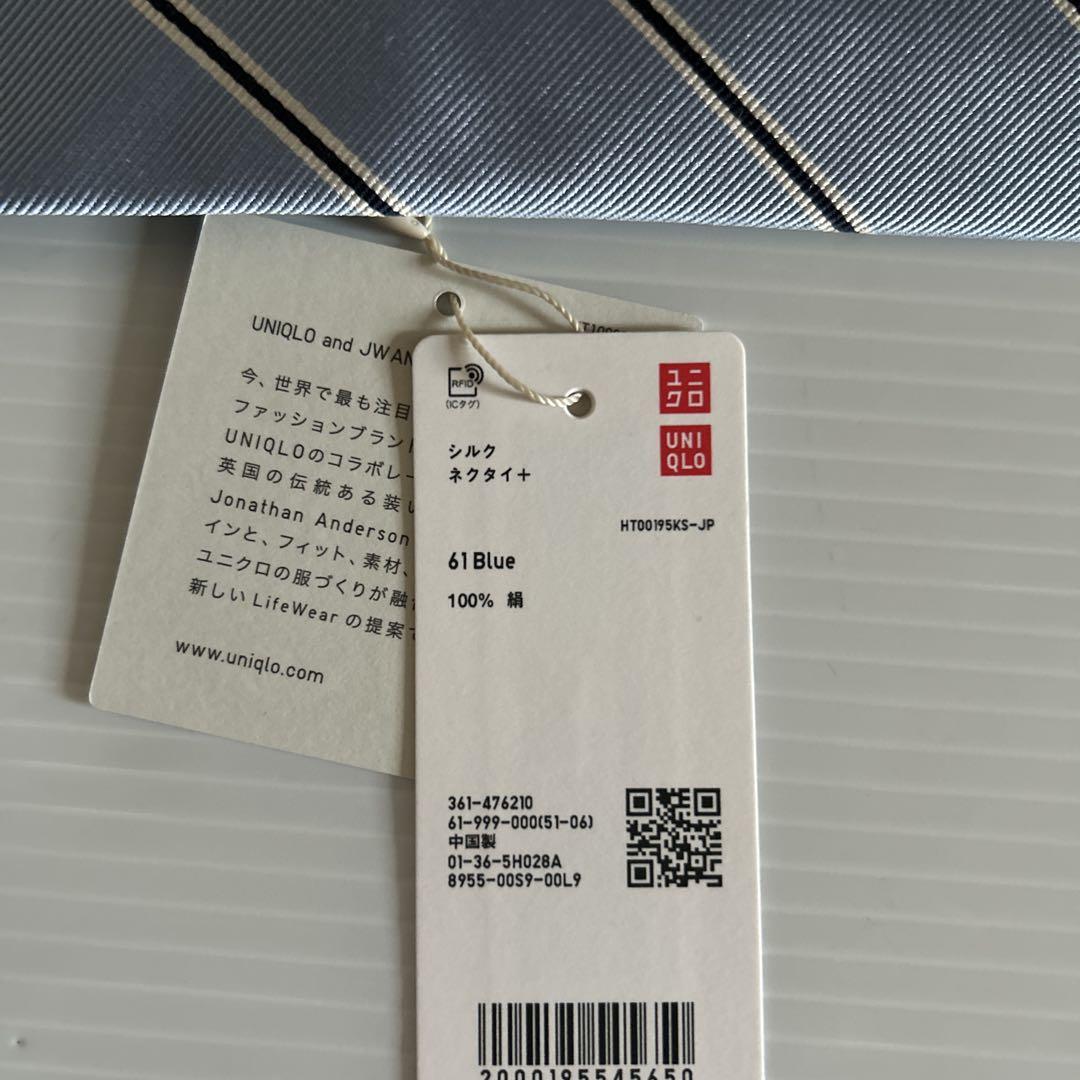 UNIQLO and JWAN
今、世界で最も注目
ファッションブランド
UNIQLOのコラボレー
英国の伝統ある装い
Jonathan Anderson
インと、フィット、素材、
ユニクロの服づくりが融合
新しい LifeWear の提案で
www.uniqlo.com
RFID
(ICタグ)
ユニ
クロ
UNI
QLO
シルク
ネクタイ+
HT00195KS-JP
61 Blue
100% 絹
361-476210
61-999-000(51-06)
中国製
01-36-5H028A
8955-00S9-00L9
2000195545650